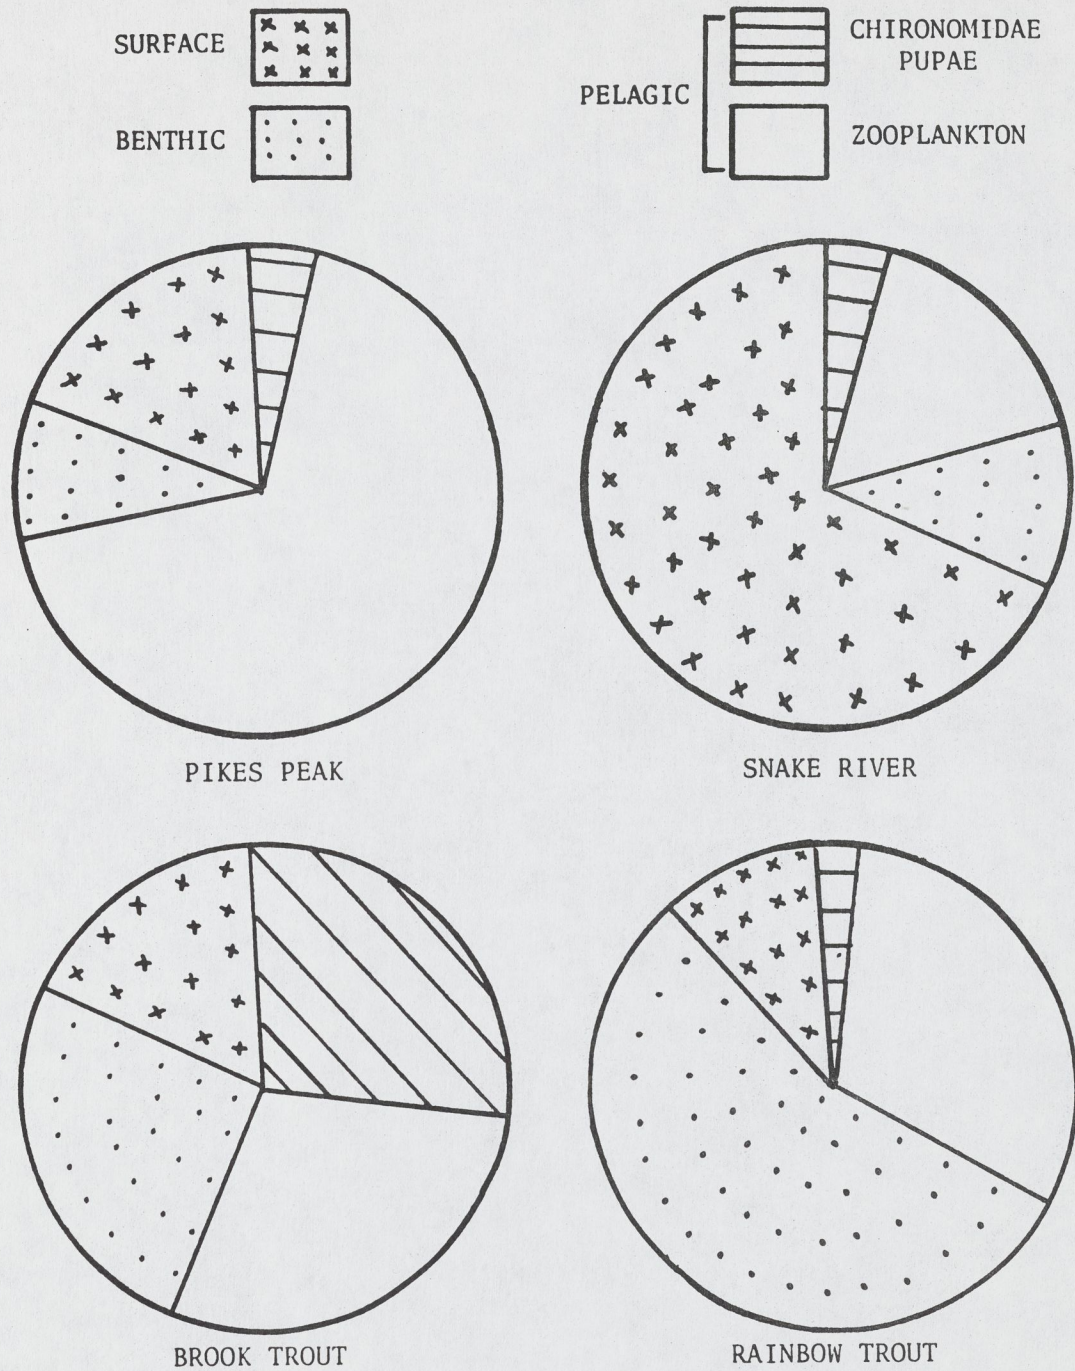 SURFACE
BENTHIC
PELAGIC
CHIRONOMIDAE
PUPAE
ZOOPLANKTON
PIKES PEAK
SNAKE RIVER
BROOK TROUT
RAINBOW TROUT